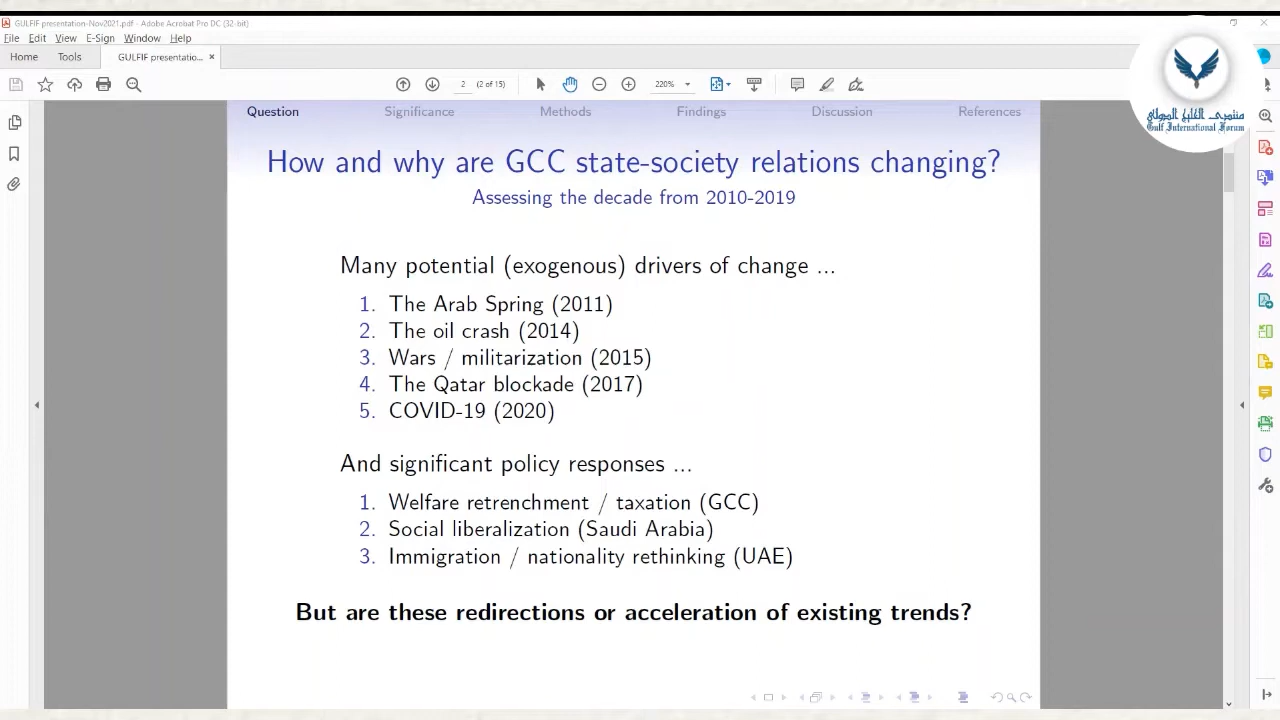 GULFIF presentation-Nov2021.pdf - Adobe Acrobat Pro DC (32-bit)
File Edit View E-Sign Window Help
Home Tools GULFIF presentatio... ×
2 (2 of 15) 220%
منتدى الخليج الدولي
Gulf International Forum
Question Significance Methods Findings Discussion References
How and why are GCC state-society relations changing?
Assessing the decade from 2010-2019
Many potential (exogenous) drivers of change ...
1. The Arab Spring (2011)
2. The oil crash (2014)
3. Wars / militarization (2015)
4. The Qatar blockade (2017)
5. COVID-19 (2020)
And significant policy responses ...
1. Welfare retrenchment / taxation (GCC)
2. Social liberalization (Saudi Arabia)
3. Immigration / nationality rethinking (UAE)
But are these redirections or acceleration of existing trends?